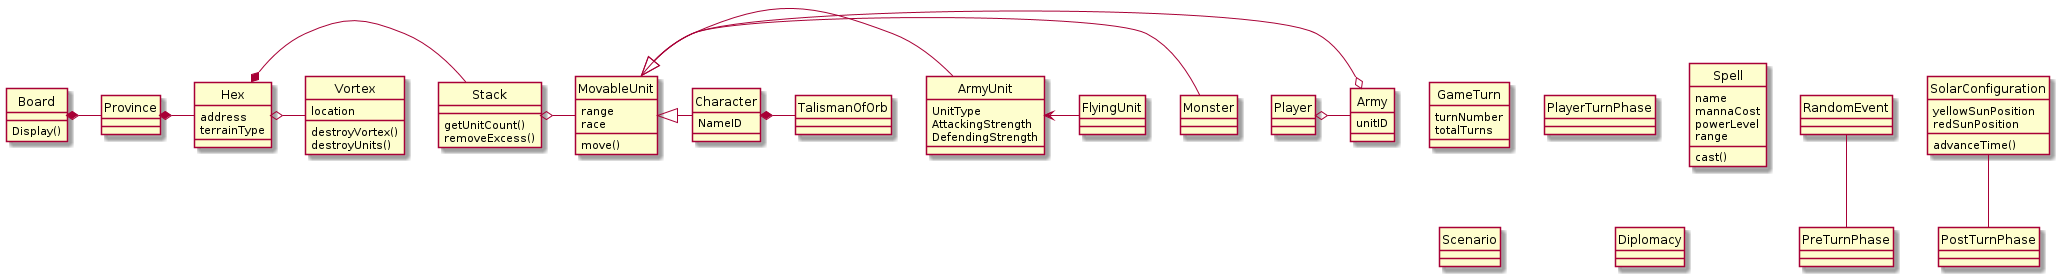 Board
Display()
Province
Hex
address
terrainType
Vortex
location
destroyVortex()
destroyUnits()
Stack
getUnitCount()
removeExcess()
MovableUnit
range
race
move()
Character
NameID
TalismanOfOrb
ArmyUnit
UnitType
AttackingStrength
DefendingStrength
FlyingUnit
Monster
Player
Army
unitID
GameTurn
turnNumber
totalTurns
PlayerTurnPhase
Spell
name
mannaCost
powerLevel
range
cast()
RandomEvent
SolarConfiguration
yellowSunPosition
redSunPosition
advanceTime()
Scenario
Diplomacy
PreTurnPhase
PostTurnPhase